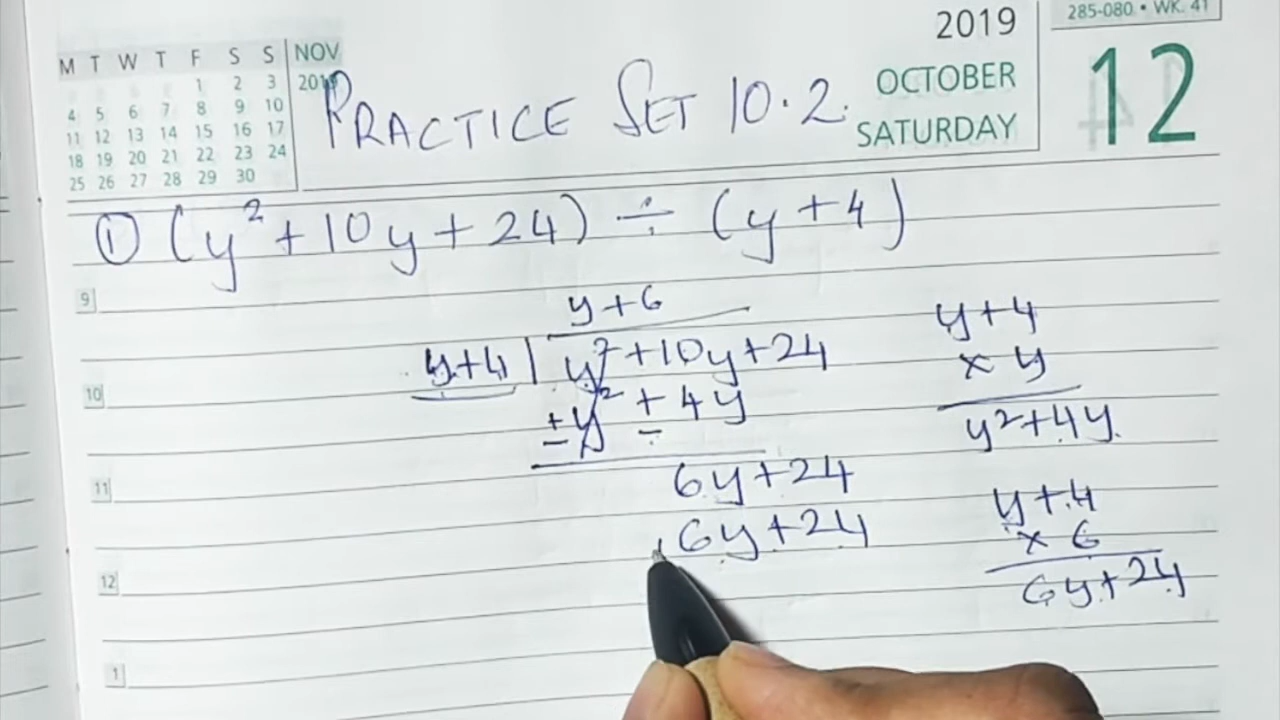 285-080 • WK. 41
2019
OCTOBER
SATURDAY
12
M T W T F S S NOV
1 2 3 2019
4 5 6 7 8 9 10
11 12 13 14 15 16 17
18 19 20 21 22 23 24
25 26 27 28 29 30
PRACTICE SET 10.2.
① (y²+10y+24) ÷ (y+4)
9
y+6
y+4 | y²+10y+24
10
± y² ± 4y
11
6y+24
6y+24
12
1
y+4
× y
y²+4y.
y+4
× 6
6y+24